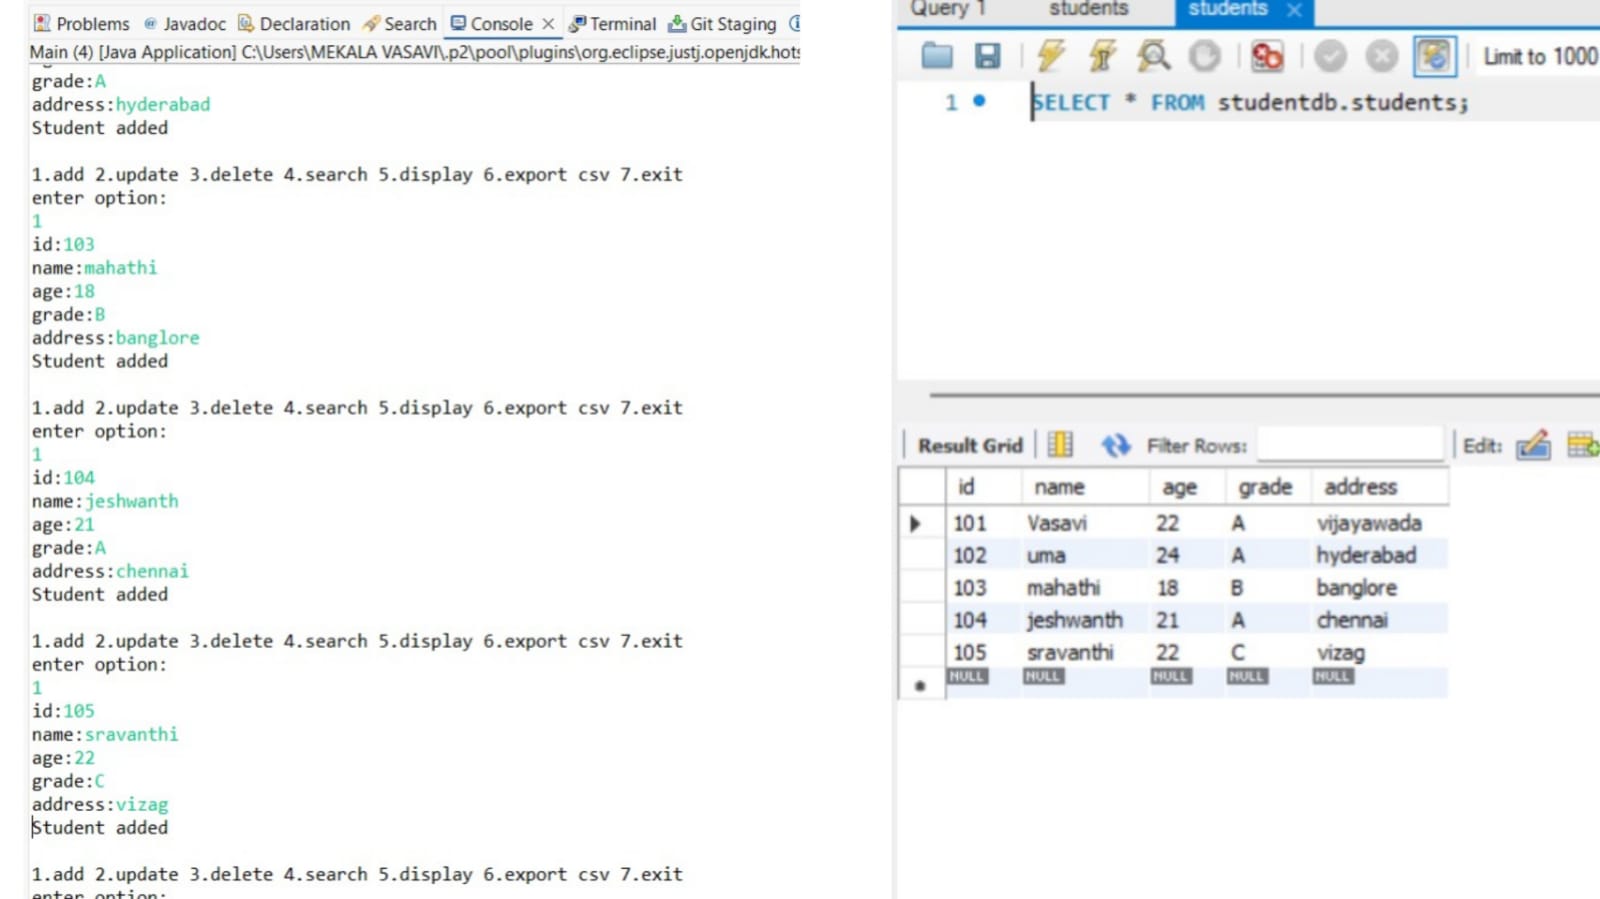 Problems Javadoc Declaration Search Console Terminal Git Staging
Main (4) [Java Application] C:\Users\MEKALA VASAVI\.p2\pool\plugins\org.eclipse.justj.openjdk.hots
grade:A
address:hyderabad
Student added
1.add 2.update 3.delete 4.search 5.display 6.export csv 7.exit
enter option:
1
id:103
name:mahathi
age:18
grade:B
address:banglore
Student added
1.add 2.update 3.delete 4.search 5.display 6.export csv 7.exit
enter option:
1
id:104
name:jeshwanth
age:21
grade:A
address:chennai
Student added
1.add 2.update 3.delete 4.search 5.display 6.export csv 7.exit
enter option:
1
id:105
name:sravanthi
age:22
grade:C
address:vizag
Student added
1.add 2.update 3.delete 4.search 5.display 6.export csv 7.exit
enter option:
Query 1 students students
Limit to 1000
1 SELECT * FROM studentdb.students;
Result Grid Filter Rows: Edit:
id name age grade address
101 Vasavi 22 A vijayawada
102 uma 24 A hyderabad
103 mahathi 18 B banglore
104 jeshwanth 21 A chennai
105 sravanthi 22 C vizag
NULL NULL NULL NULL NULL